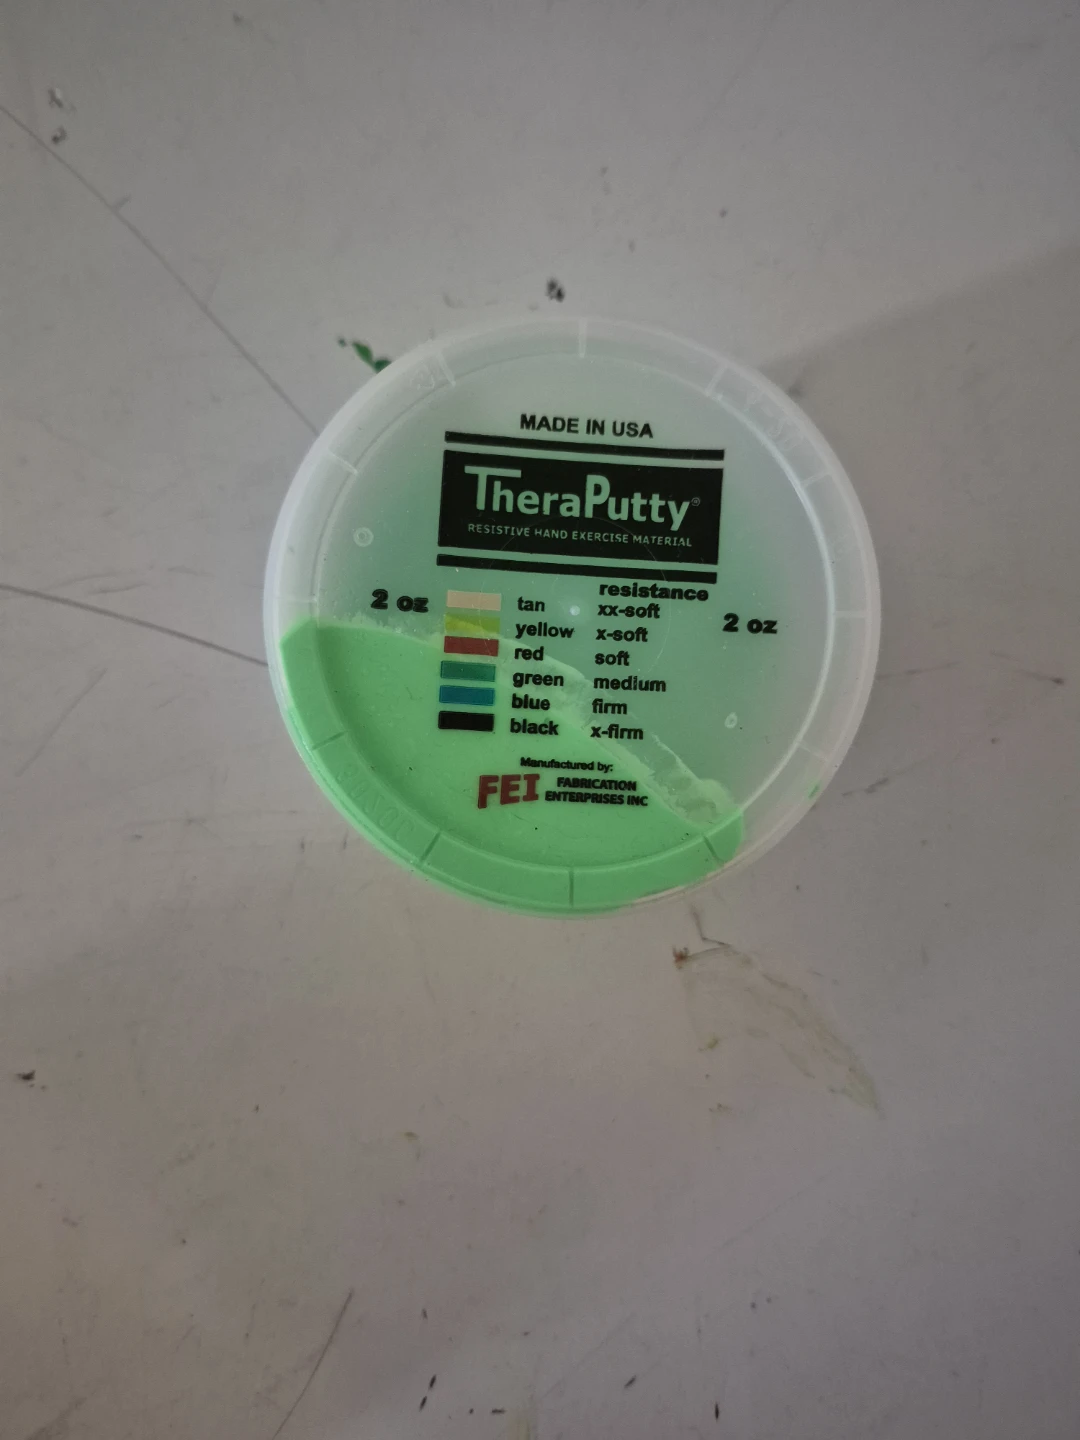 MADE IN USA
TheraPutty®
RESISTIVE HAND EXERCISE MATERIAL
resistance
2 oz
tan xx-soft
yellow x-soft
red soft
green medium
blue firm
black x-firm
2 oz
Manufactured by:
FEI FABRICATION
ENTERPRISES INC